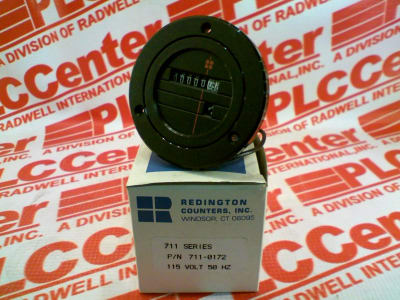 PLCCenter
A DIVISION OF RADWELL INTERNATIONAL, INC.
R
REDINGTON
COUNTERS, INC.
WINDSOR, CT 06095
711 SERIES
P/N 711-0172
115 VOLT 50 HZ